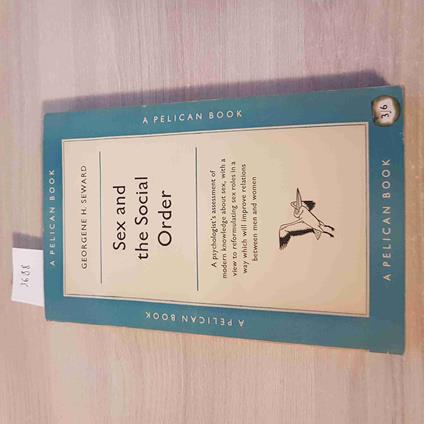 A PELICAN BOOK
GEORGENE H. SEWARD
Sex and
the Social
Order
A psychologist's assessment of
modern knowledge about sex, with a
view to reformulating sex roles in a
way which will improve relations
between men and women
A PELICAN BOOK
A PELICAN BOOK
A PELICAN BOOK
3/6
3688